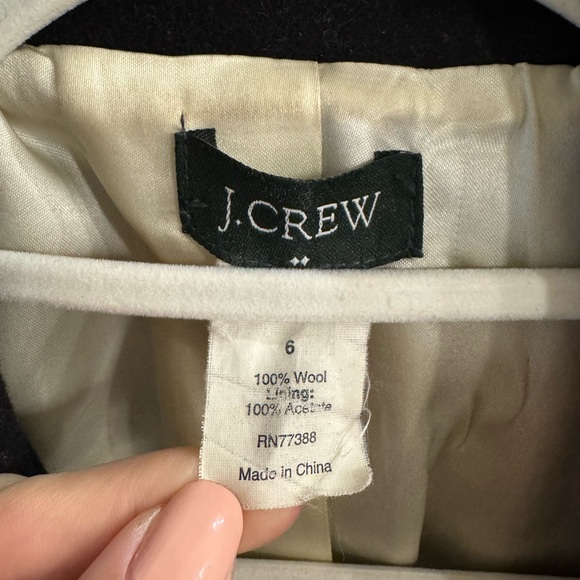 J.CREW
6
100% Wool
Lining:
100% Acetate
RN77388
Made in China